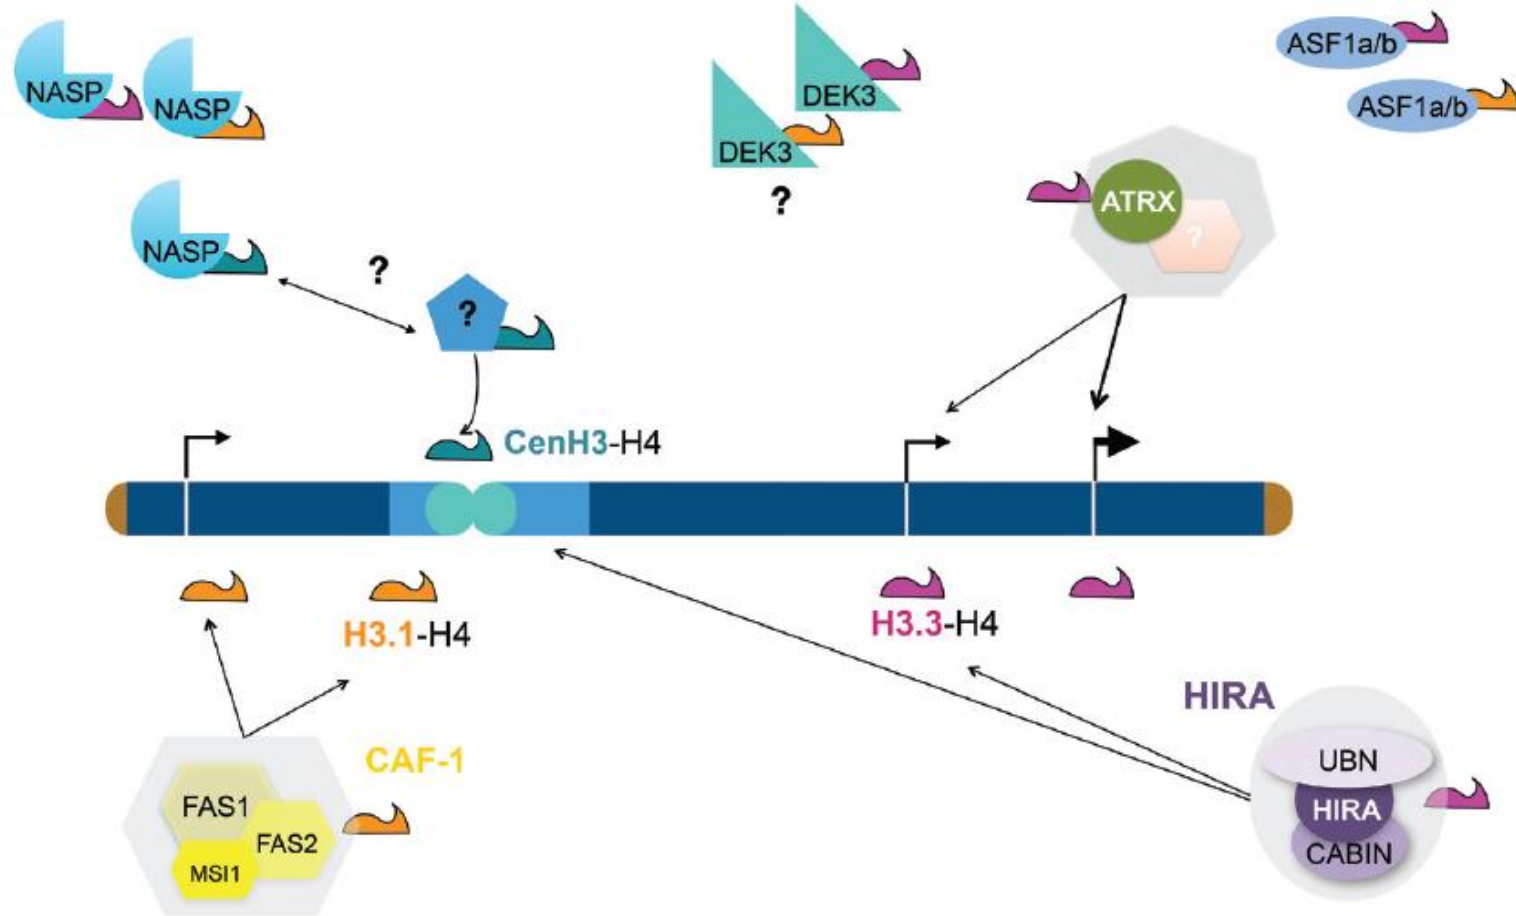 NASP
NASP
DEK3
DEK3
?
ASF1a/b
ASF1a/b
ATRX
?
NASP
?
?
CenH3-H4
H3.1-H4
H3.3-H4
CAF-1
FAS1
FAS2
MSI1
HIRA
UBN
HIRA
CABIN